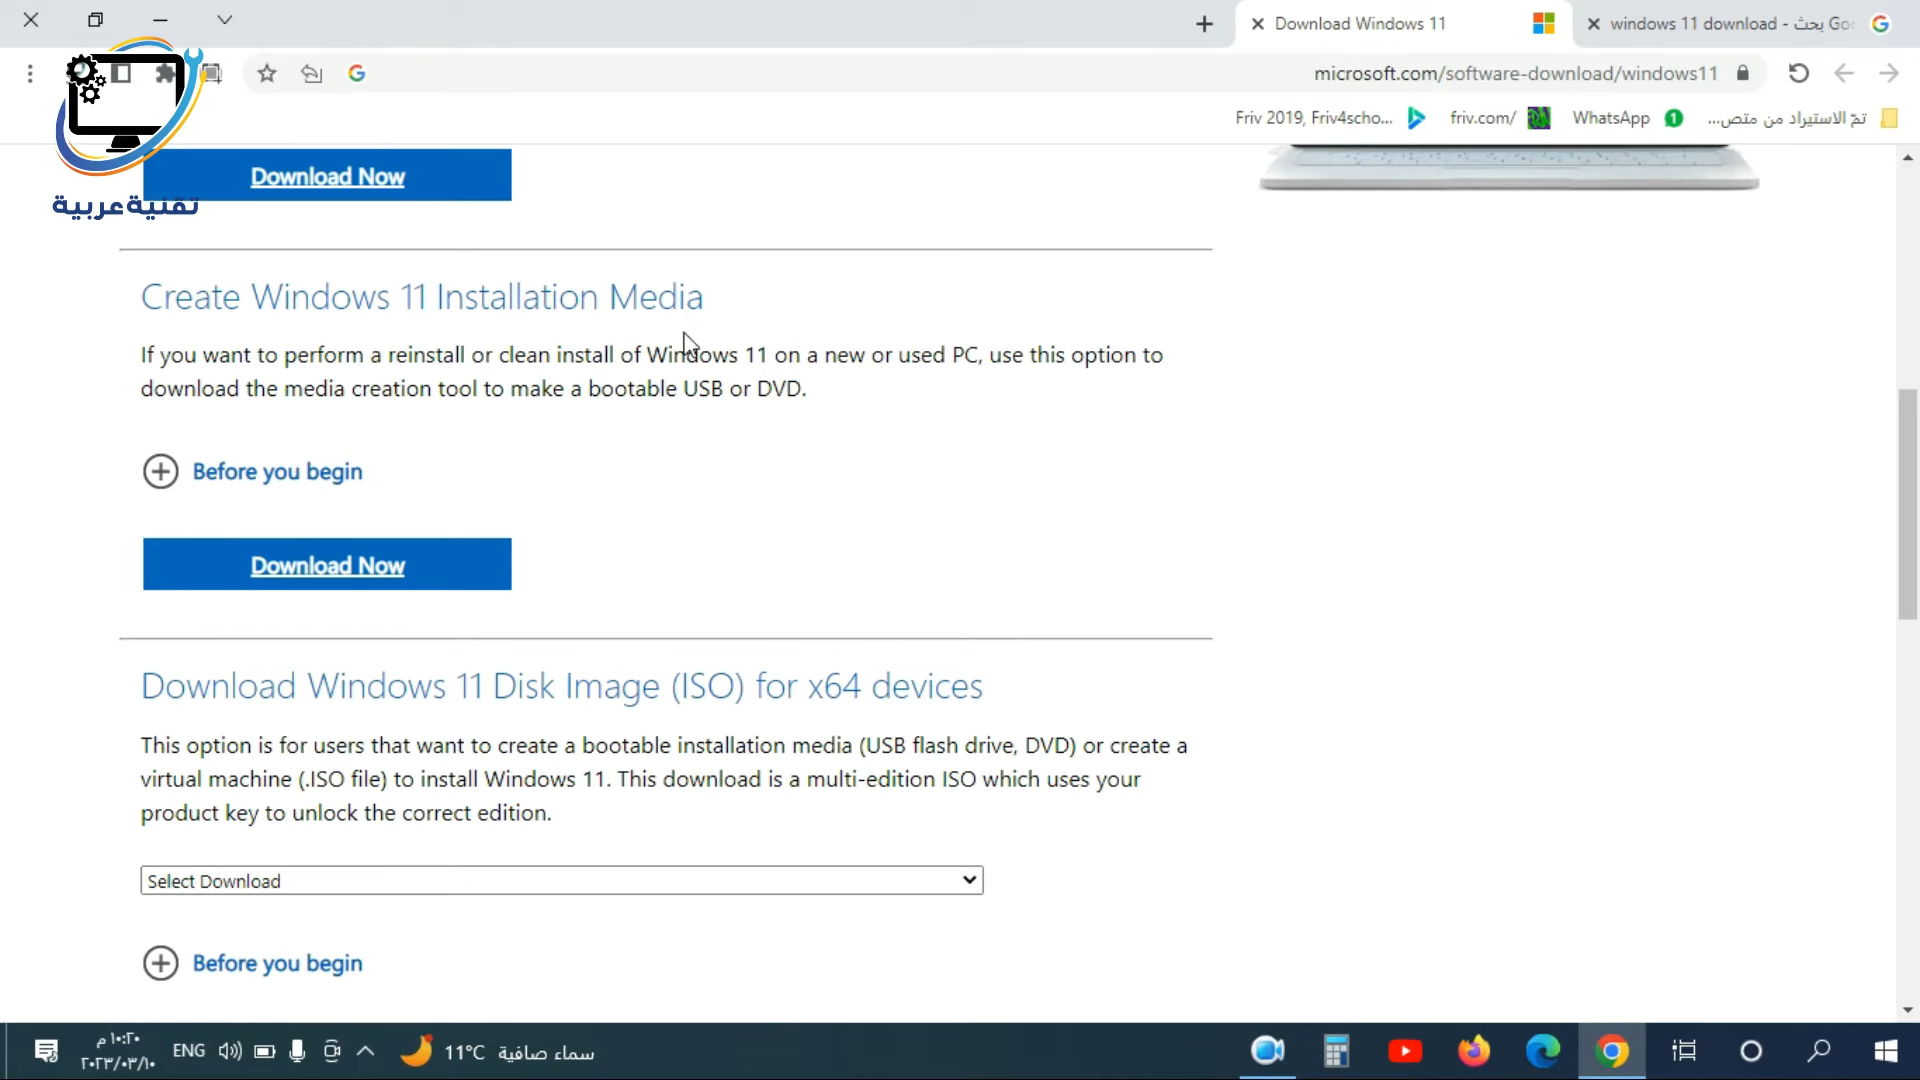 Download Windows 11
windows 11 download - بحث Goo
microsoft.com/software-download/windows11
Friv 2019, Friv4scho...
friv.com/
WhatsApp
1
تمّ الاستيراد من متص...
تقنية عربية
Download Now
Create Windows 11 Installation Media
If you want to perform a reinstall or clean install of Windows 11 on a new or used PC, use this option to
download the media creation tool to make a bootable USB or DVD.
Before you begin
Download Now
Download Windows 11 Disk Image (ISO) for x64 devices
This option is for users that want to create a bootable installation media (USB flash drive, DVD) or create a
virtual machine (.ISO file) to install Windows 11. This download is a multi-edition ISO which uses your
product key to unlock the correct edition.
Select Download
Before you begin
١٠:٢٠ م
٢٠٢٣/٠٣/١٠
ENG
11°C سماء صافية